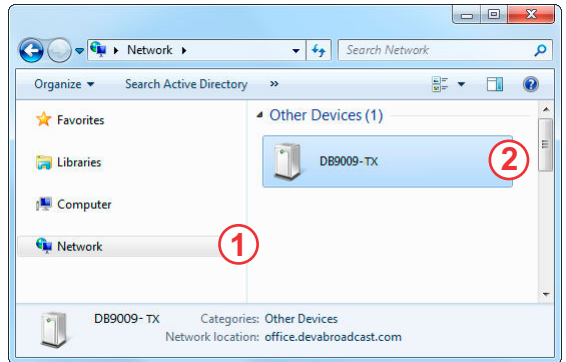 Network
Search Network
Organize
Search Active Directory
»
Favorites
Libraries
Computer
Network
1
Other Devices (1)
DB9009-TX
2
DB9009- TX Categories: Other Devices
Network location: office.devabroadcast.com